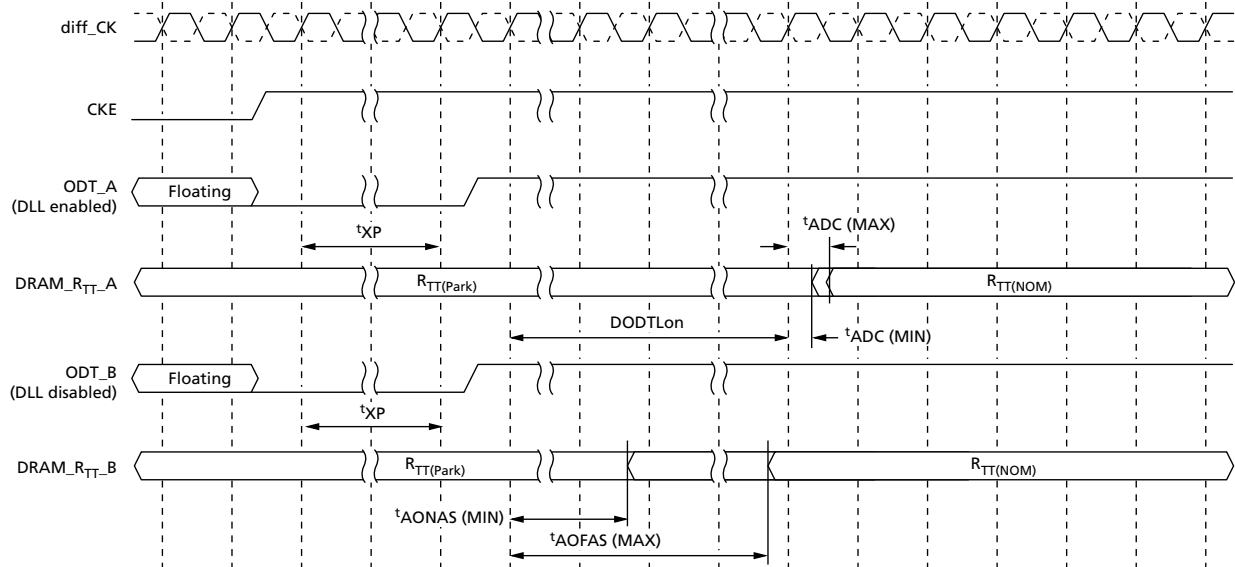 diff_CK
CKE
ODT_A
(DLL enabled)
Floating
tXP
tADC (MAX)
DRAM_RTT_A
RTT(Park)
RTT(NOM)
DODTLon
tADC (MIN)
ODT_B
(DLL disabled)
Floating
tXP
DRAM_RTT_B
RTT(Park)
RTT(NOM)
tAONAS (MIN)
tAOFAS (MAX)